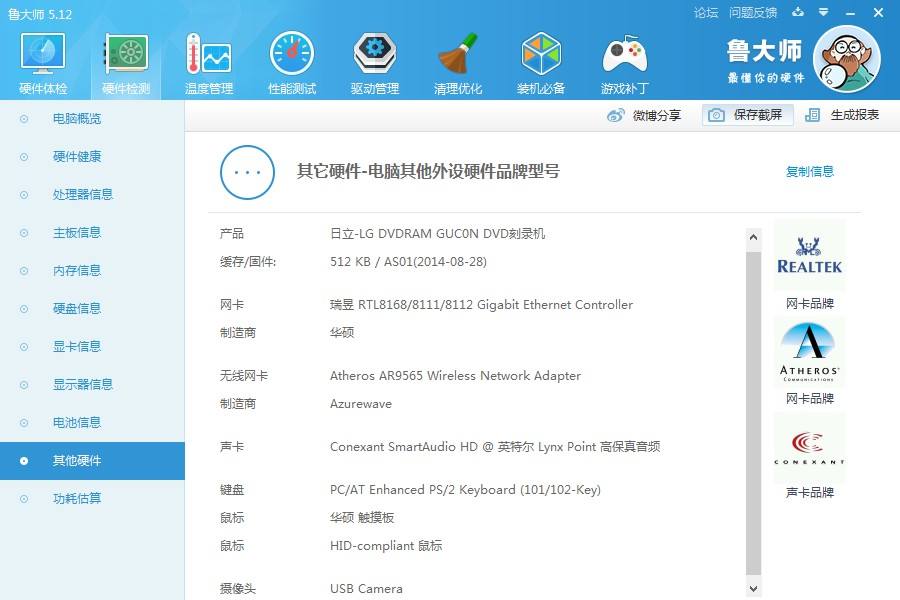 鲁大师 5.12
论坛 问题反馈
硬件体检 硬件检测 温度管理 性能测试 驱动管理 清理优化 装机必备 游戏补丁
鲁大师
最懂你的硬件
微博分享 保存截屏 生成报表
电脑概览
硬件健康
处理器信息
主板信息
内存信息
硬盘信息
显卡信息
显示器信息
电池信息
其他硬件
功耗估算
其它硬件-电脑其他外设硬件品牌型号
复制信息
产品 日立-LG DVDRAM GUC0N DVD刻录机
缓存/固件: 512 KB / AS01(2014-08-28)
网卡 瑞昱 RTL8168/8111/8112 Gigabit Ethernet Controller
制造商 华硕
无线网卡 Atheros AR9565 Wireless Network Adapter
制造商 Azurewave
声卡 Conexant SmartAudio HD @ 英特尔 Lynx Point 高保真音频
键盘 PC/AT Enhanced PS/2 Keyboard (101/102-Key)
鼠标 华硕 触摸板
鼠标 HID-compliant 鼠标
摄像头 USB Camera
REALTEK
网卡品牌
ATHEROS
COMMUNICATIONS
网卡品牌
CONEXANT
声卡品牌